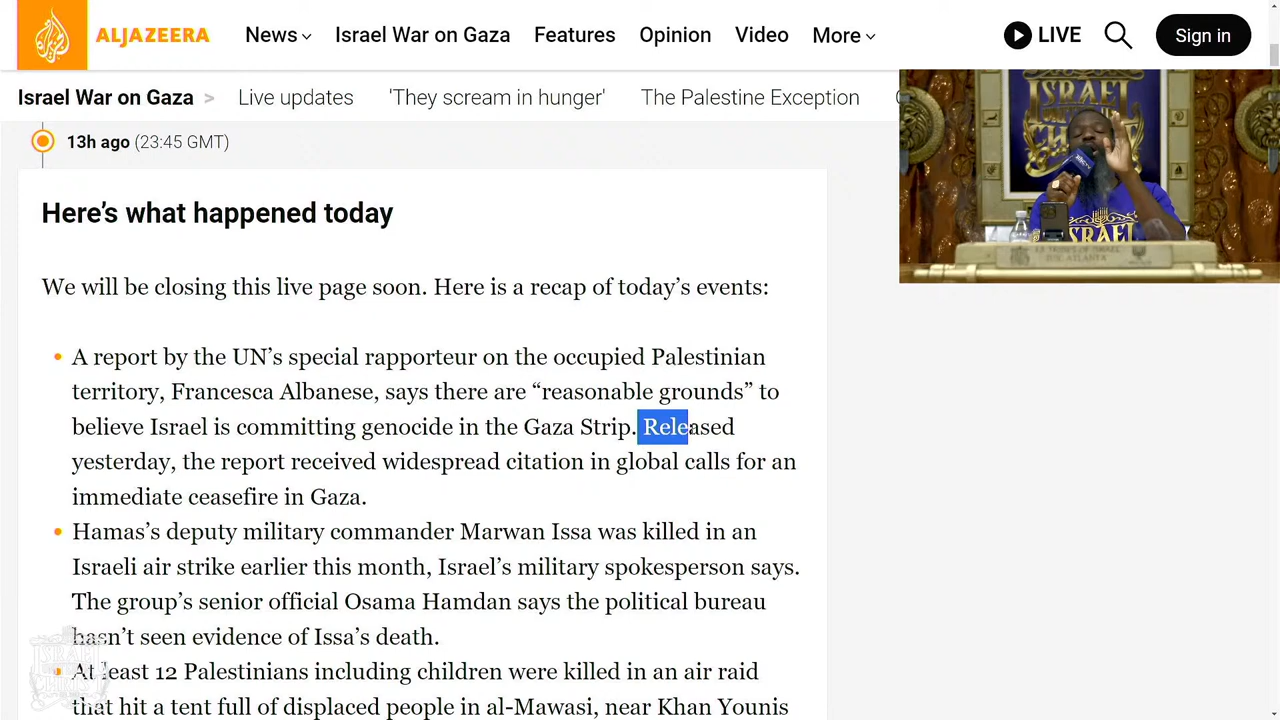 ALJAZEERA
News
Israel War on Gaza
Features
Opinion
Video
More
LIVE
Sign in
Israel War on Gaza >
Live updates
'They scream in hunger'
The Palestine Exception
13h ago (23:45 GMT)
Here’s what happened today
We will be closing this live page soon. Here is a recap of today’s events:
• A report by the UN’s special rapporteur on the occupied Palestinian
territory, Francesca Albanese, says there are “reasonable grounds” to
believe Israel is committing genocide in the Gaza Strip. Released
yesterday, the report received widespread citation in global calls for an
immediate ceasefire in Gaza.
• Hamas’s deputy military commander Marwan Issa was killed in an
Israeli air strike earlier this month, Israel’s military spokesperson says.
The group’s senior official Osama Hamdan says the political bureau
hasn’t seen evidence of Issa’s death.
• At least 12 Palestinians including children were killed in an air raid
that hit a tent full of displaced people in al-Mawasi, near Khan Younis
ISRAEL
ISRAEL
ISRAEL